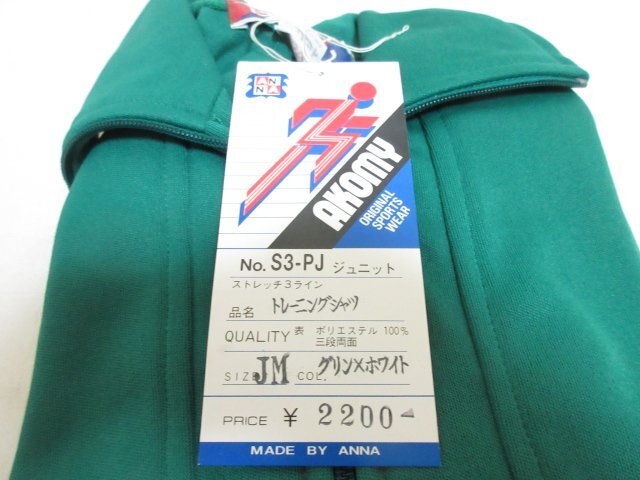 AN
NA
AKOMY
ORIGINAL
SPORTS
WEAR
No. S3-PJ ジュニット
ストレッチ3ライン
品名 トレーニングシャツ
QUALITY 表 ポリエステル 100%
三段両面
SIZE JM COL. グリン×ホワイト
PRICE ¥ 2200
MADE BY ANNA